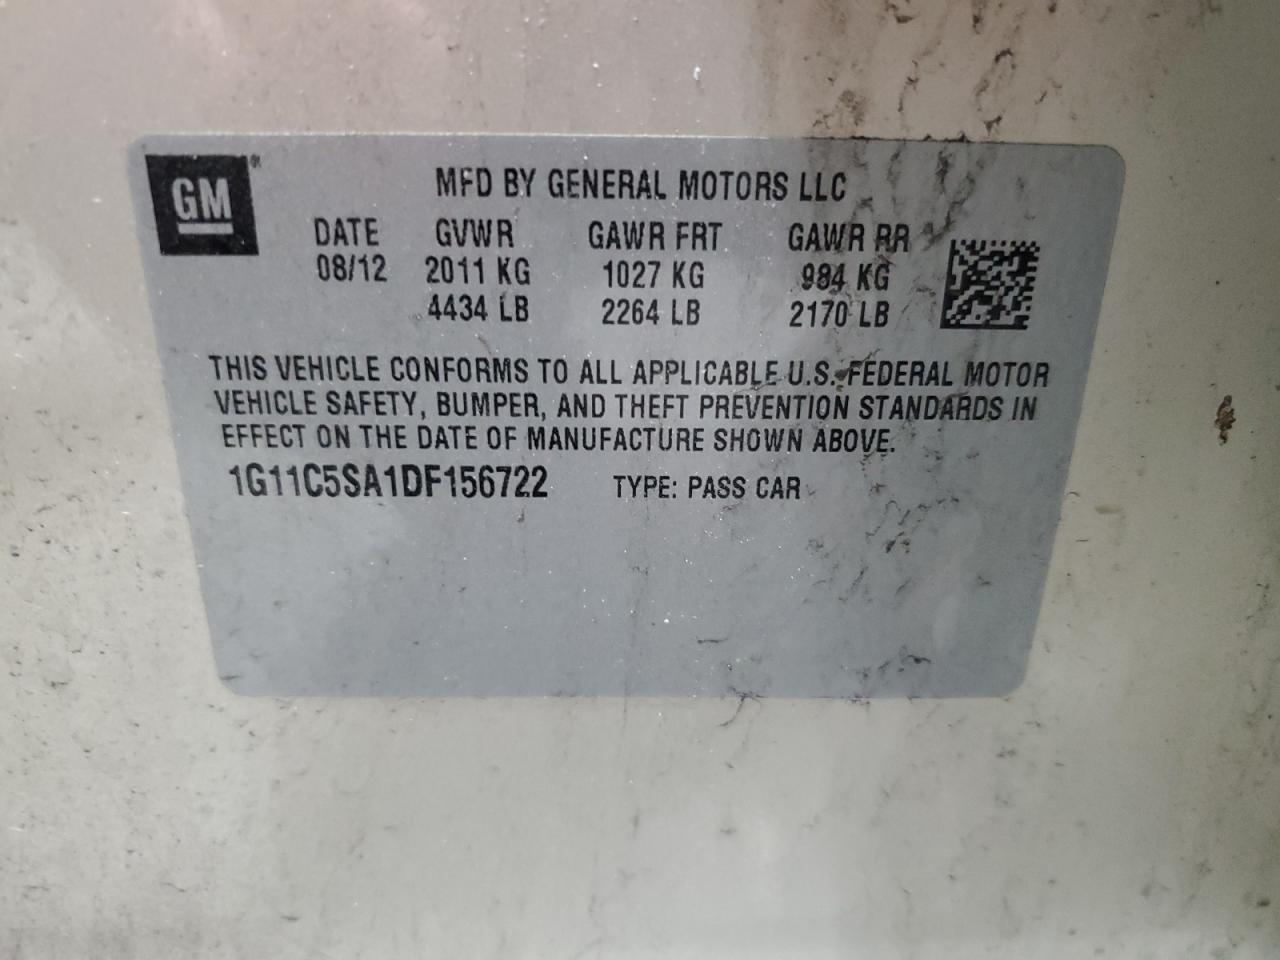 GM®
MFD BY GENERAL MOTORS LLC
DATE GVWR GAWR FRT GAWR RR
08/12 2011 KG 1027 KG 984 KG
4434 LB 2264 LB 2170 LB
THIS VEHICLE CONFORMS TO ALL APPLICABLE U.S. FEDERAL MOTOR
VEHICLE SAFETY, BUMPER, AND THEFT PREVENTION STANDARDS IN
EFFECT ON THE DATE OF MANUFACTURE SHOWN ABOVE.
1G11C5SA1DF156722 TYPE: PASS CAR